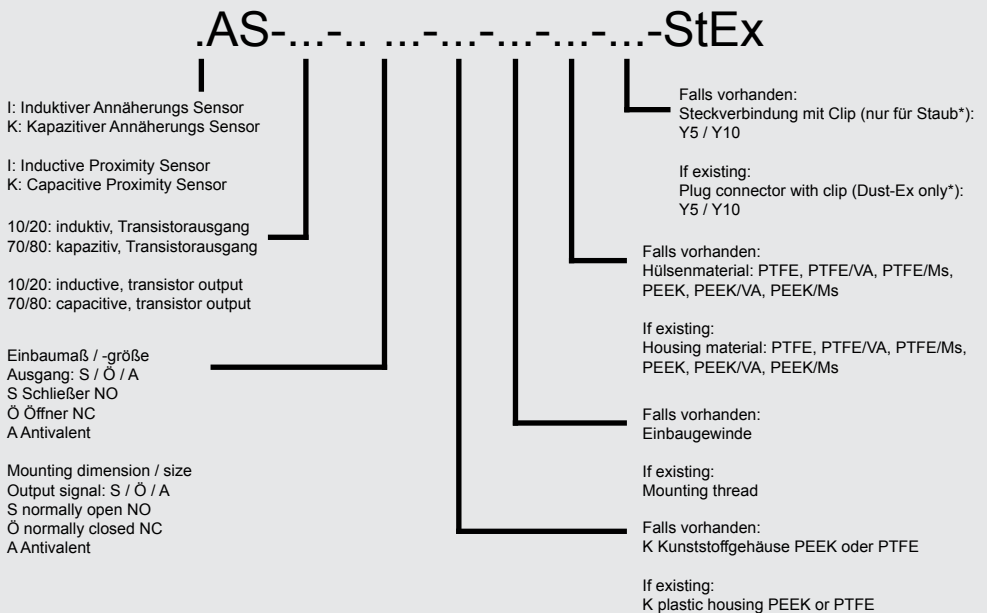 .AS-...-.. ...-...-...-...-...-StEx
I: Induktiver Annäherungs Sensor
K: Kapazitiver Annäherungs Sensor
I: Inductive Proximity Sensor
K: Capacitive Proximity Sensor
10/20: induktiv, Transistorausgang
70/80: kapazitiv, Transistorausgang
10/20: inductive, transistor output
70/80: capacitive, transistor output
Einbaumaß / -größe
Ausgang: S / Ö / A
S Schließer NO
Ö Öffner NC
A Antivalent
Mounting dimension / size
Output signal: S / Ö / A
S normally open NO
Ö normally closed NC
A Antivalent
Falls vorhanden:
Steckverbindung mit Clip (nur für Staub*):
Y5 / Y10
If existing:
Plug connector with clip (Dust-Ex only*):
Y5 / Y10
Falls vorhanden:
Hülsenmaterial: PTFE, PTFE/VA, PTFE/Ms,
PEEK, PEEK/VA, PEEK/Ms
If existing:
Housing material: PTFE, PTFE/VA, PTFE/Ms,
PEEK, PEEK/VA, PEEK/Ms
Falls vorhanden:
Einbaugewinde
If existing:
Mounting thread
Falls vorhanden:
K Kunststoffgehäuse PEEK oder PTFE
If existing:
K plastic housing PEEK or PTFE